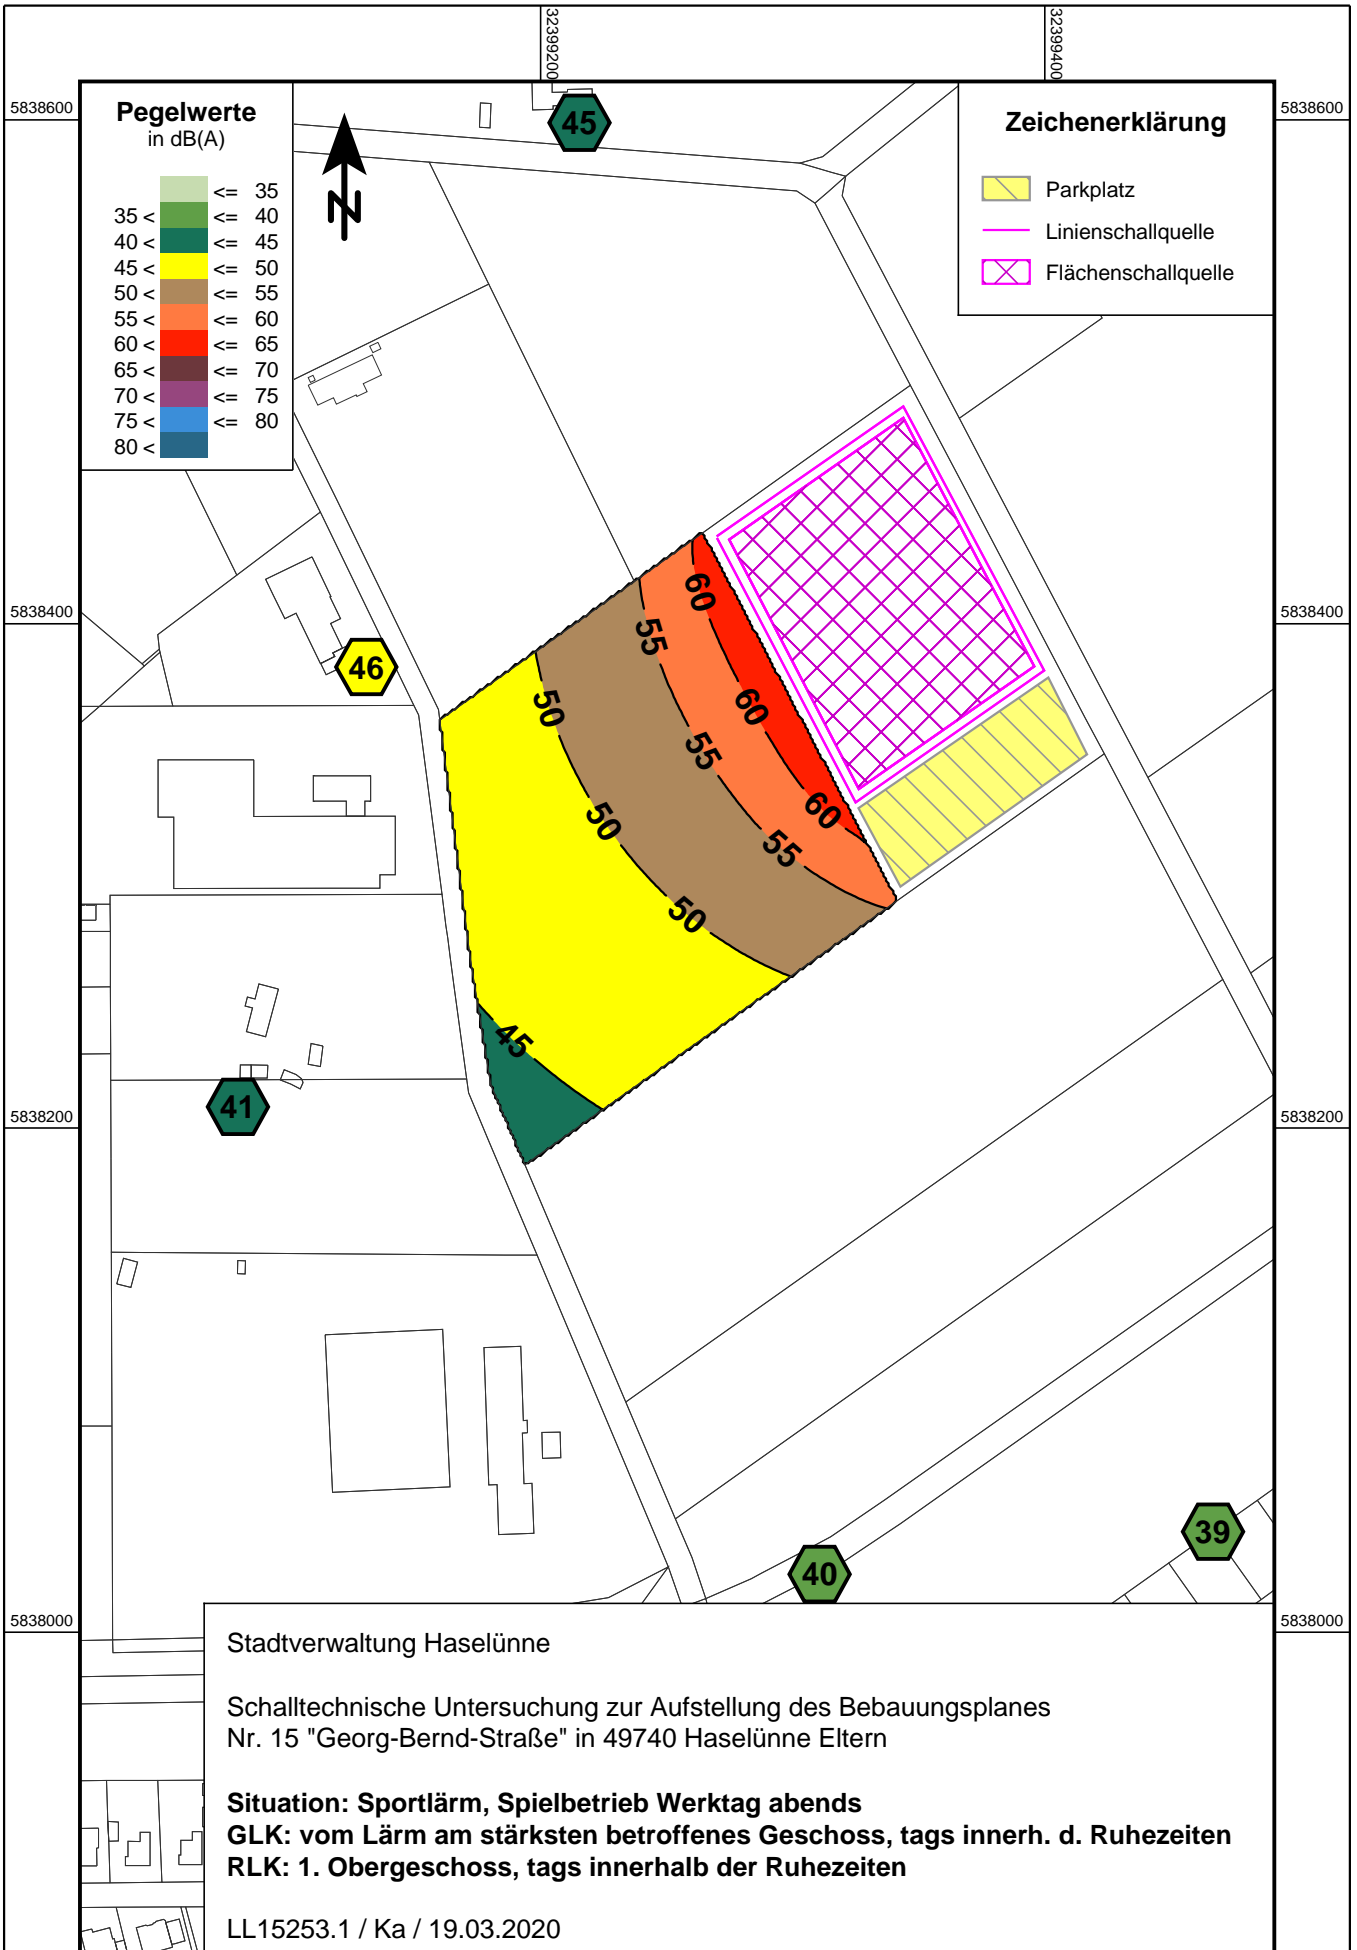 32399200
32399400
5838600
5838600
Pegelwerte
in dB(A)
<= 35
35 < <= 40
40 < <= 45
45 < <= 50
50 < <= 55
55 < <= 60
60 < <= 65
65 < <= 70
70 < <= 75
75 < <= 80
80 <
N
45
Zeichenerklärung
Parkplatz
Linienschallquelle
Flächenschallquelle
5838400
5838400
46
60
55
50
60
55
50
60
55
50
45
41
5838200
5838200
39
40
5838000
5838000
Stadtverwaltung Haselünne
Schalltechnische Untersuchung zur Aufstellung des Bebauungsplanes
Nr. 15 "Georg-Bernd-Straße" in 49740 Haselünne Eltern
Situation: Sportlärm, Spielbetrieb Werktag abends
GLK: vom Lärm am stärksten betroffenes Geschoss, tags innerh. d. Ruhezeiten
RLK: 1. Obergeschoss, tags innerhalb der Ruhezeiten
LL15253.1 / Ka / 19.03.2020